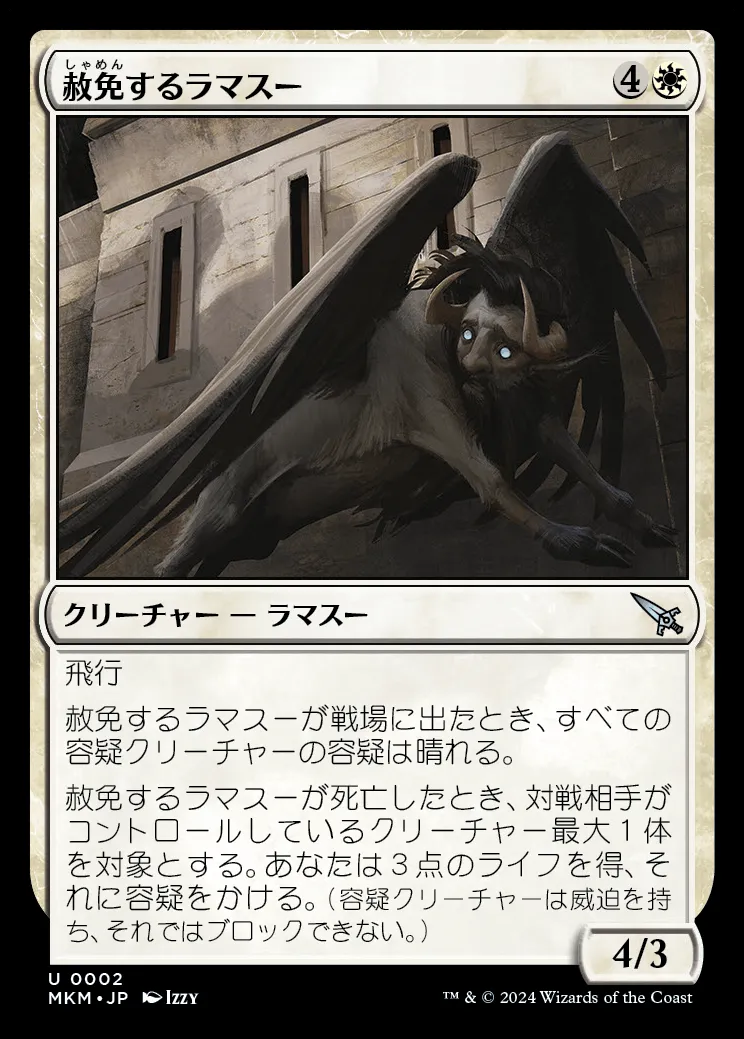 しゃめん
赦免するラマスー
4
クリーチャー — ラマスー
飛行
赦免するラマスーが戦場に出たとき、すべての
容疑クリーチャーの容疑は晴れる。
赦免するラマスーが死亡したとき、対戦相手が
コントロールしているクリーチャー最大１体
を対象とする。あなたは３点のライフを得、そ
れに容疑をかける。（容疑クリーチャーは威迫を持
ち、それではブロックできない。）
4/3
U 0002
MKM • JP Izzy
™ & © 2024 Wizards of the Coast